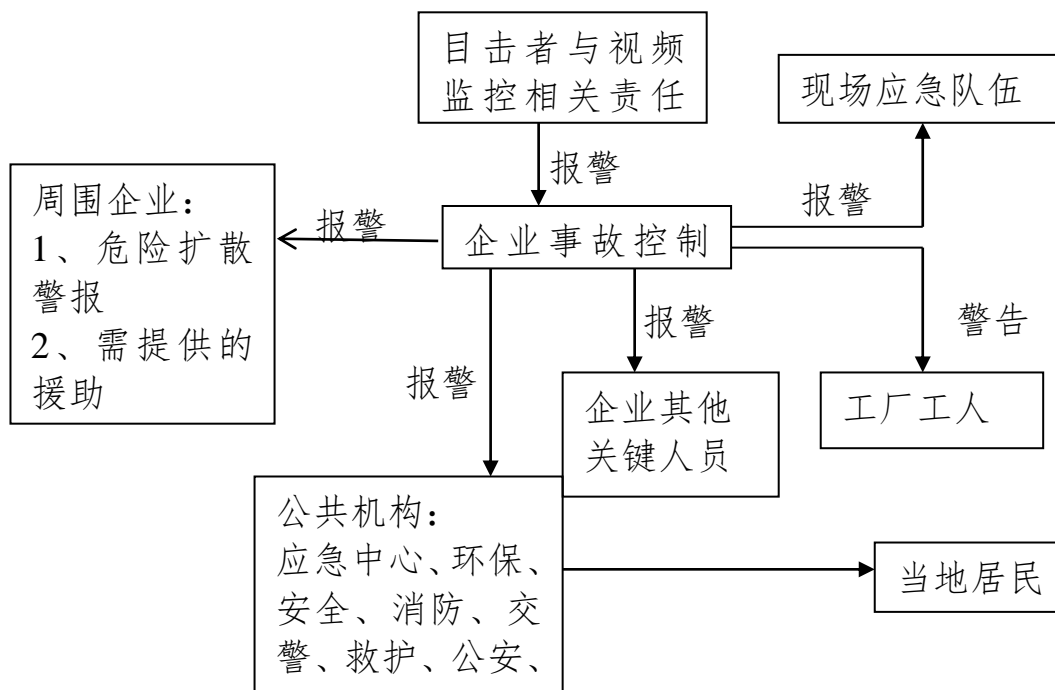 目击者与视频
监控相关责任
现场应急队伍
报警
报警
周围企业：
1、危险扩散
警报
2、需提供的
援助
报警
企业事故控制
报警
报警
警告
企业其他
关键人员
工厂工人
公共机构：
应急中心、环保、
安全、消防、交
警、救护、公安、
当地居民